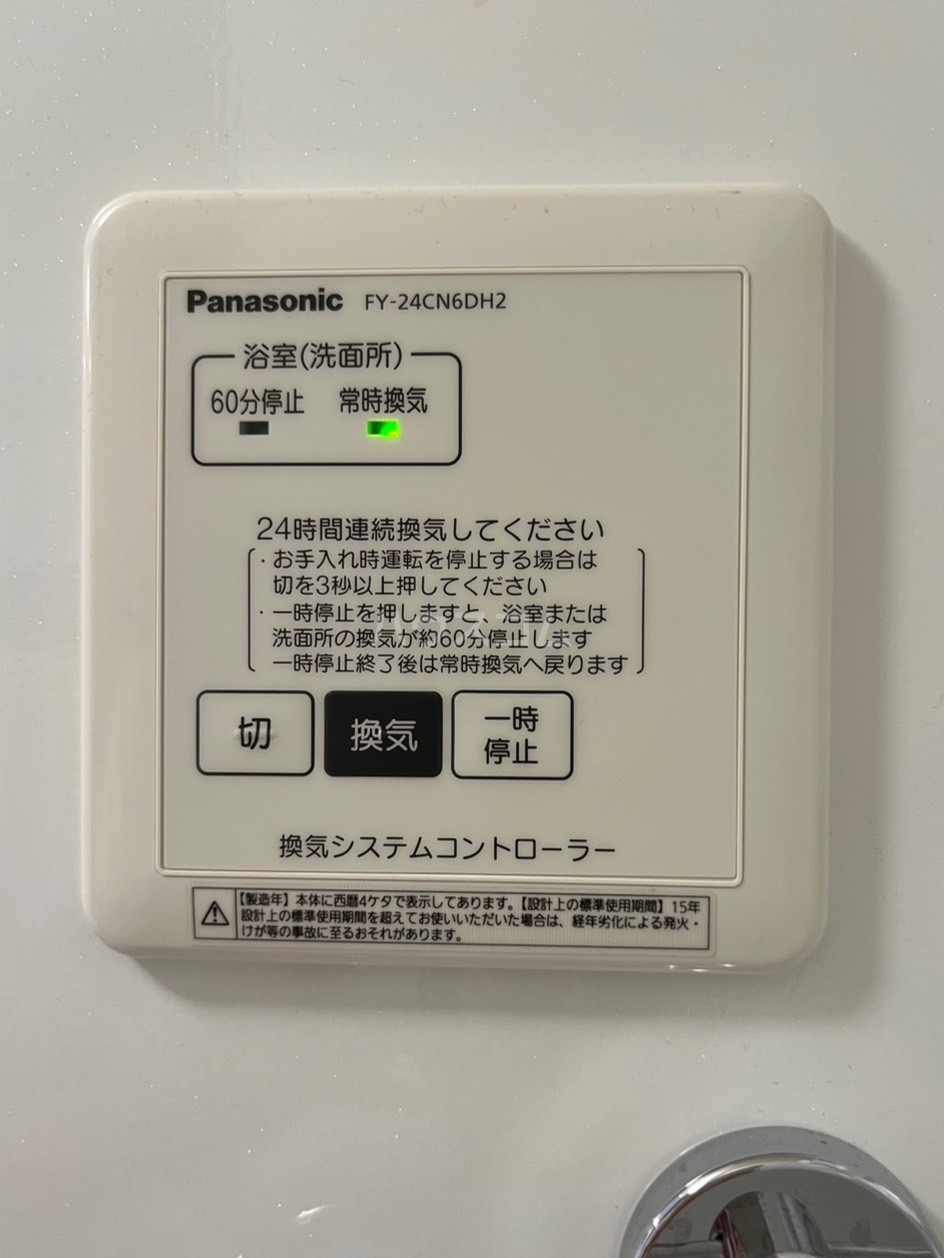 Panasonic FY-24CN6DH2
浴室(洗面所)
60分停止 常時換気
24時間連続換気してください
・お手入れ時運転を停止する場合は
切を3秒以上押してください
・一時停止を押しますと、浴室または
洗面所の換気が約60分停止します
一時停止終了後は常時換気へ戻ります
切 換気 一時
停止
換気システムコントローラー
【製造年】本体に西暦4ケタで表示してあります。【設計上の標準使用期間】15年
設計上の標準使用期間を超えてお使いいただいた場合は、経年劣化による発火・
けが等の事故に至るおそれがあります。